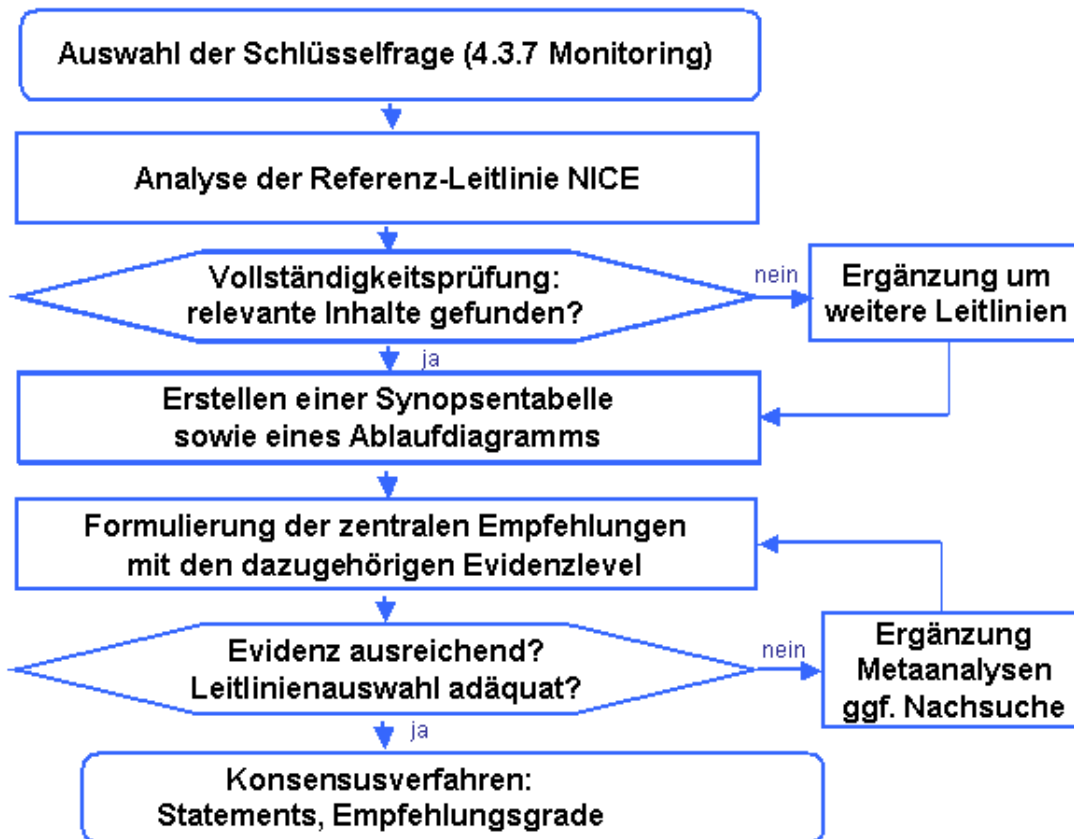 Auswahl der Schlüsselfrage (4.3.7 Monitoring)
Analyse der Referenz-Leitlinie NICE
Vollständigkeitsprüfung:
relevante Inhalte gefunden?
nein
Ergänzung um
weitere Leitlinien
ja
Erstellen einer Synopsentabelle
sowie eines Ablaufdiagramms
Formulierung der zentralen Empfehlungen
mit den dazugehörigen Evidenzlevel
Evidenz ausreichend?
Leitlinienauswahl adäquat?
nein
Ergänzung
Metaanalysen
ggf. Nachsuche
ja
Konsensusverfahren:
Statements, Empfehlungsgrade